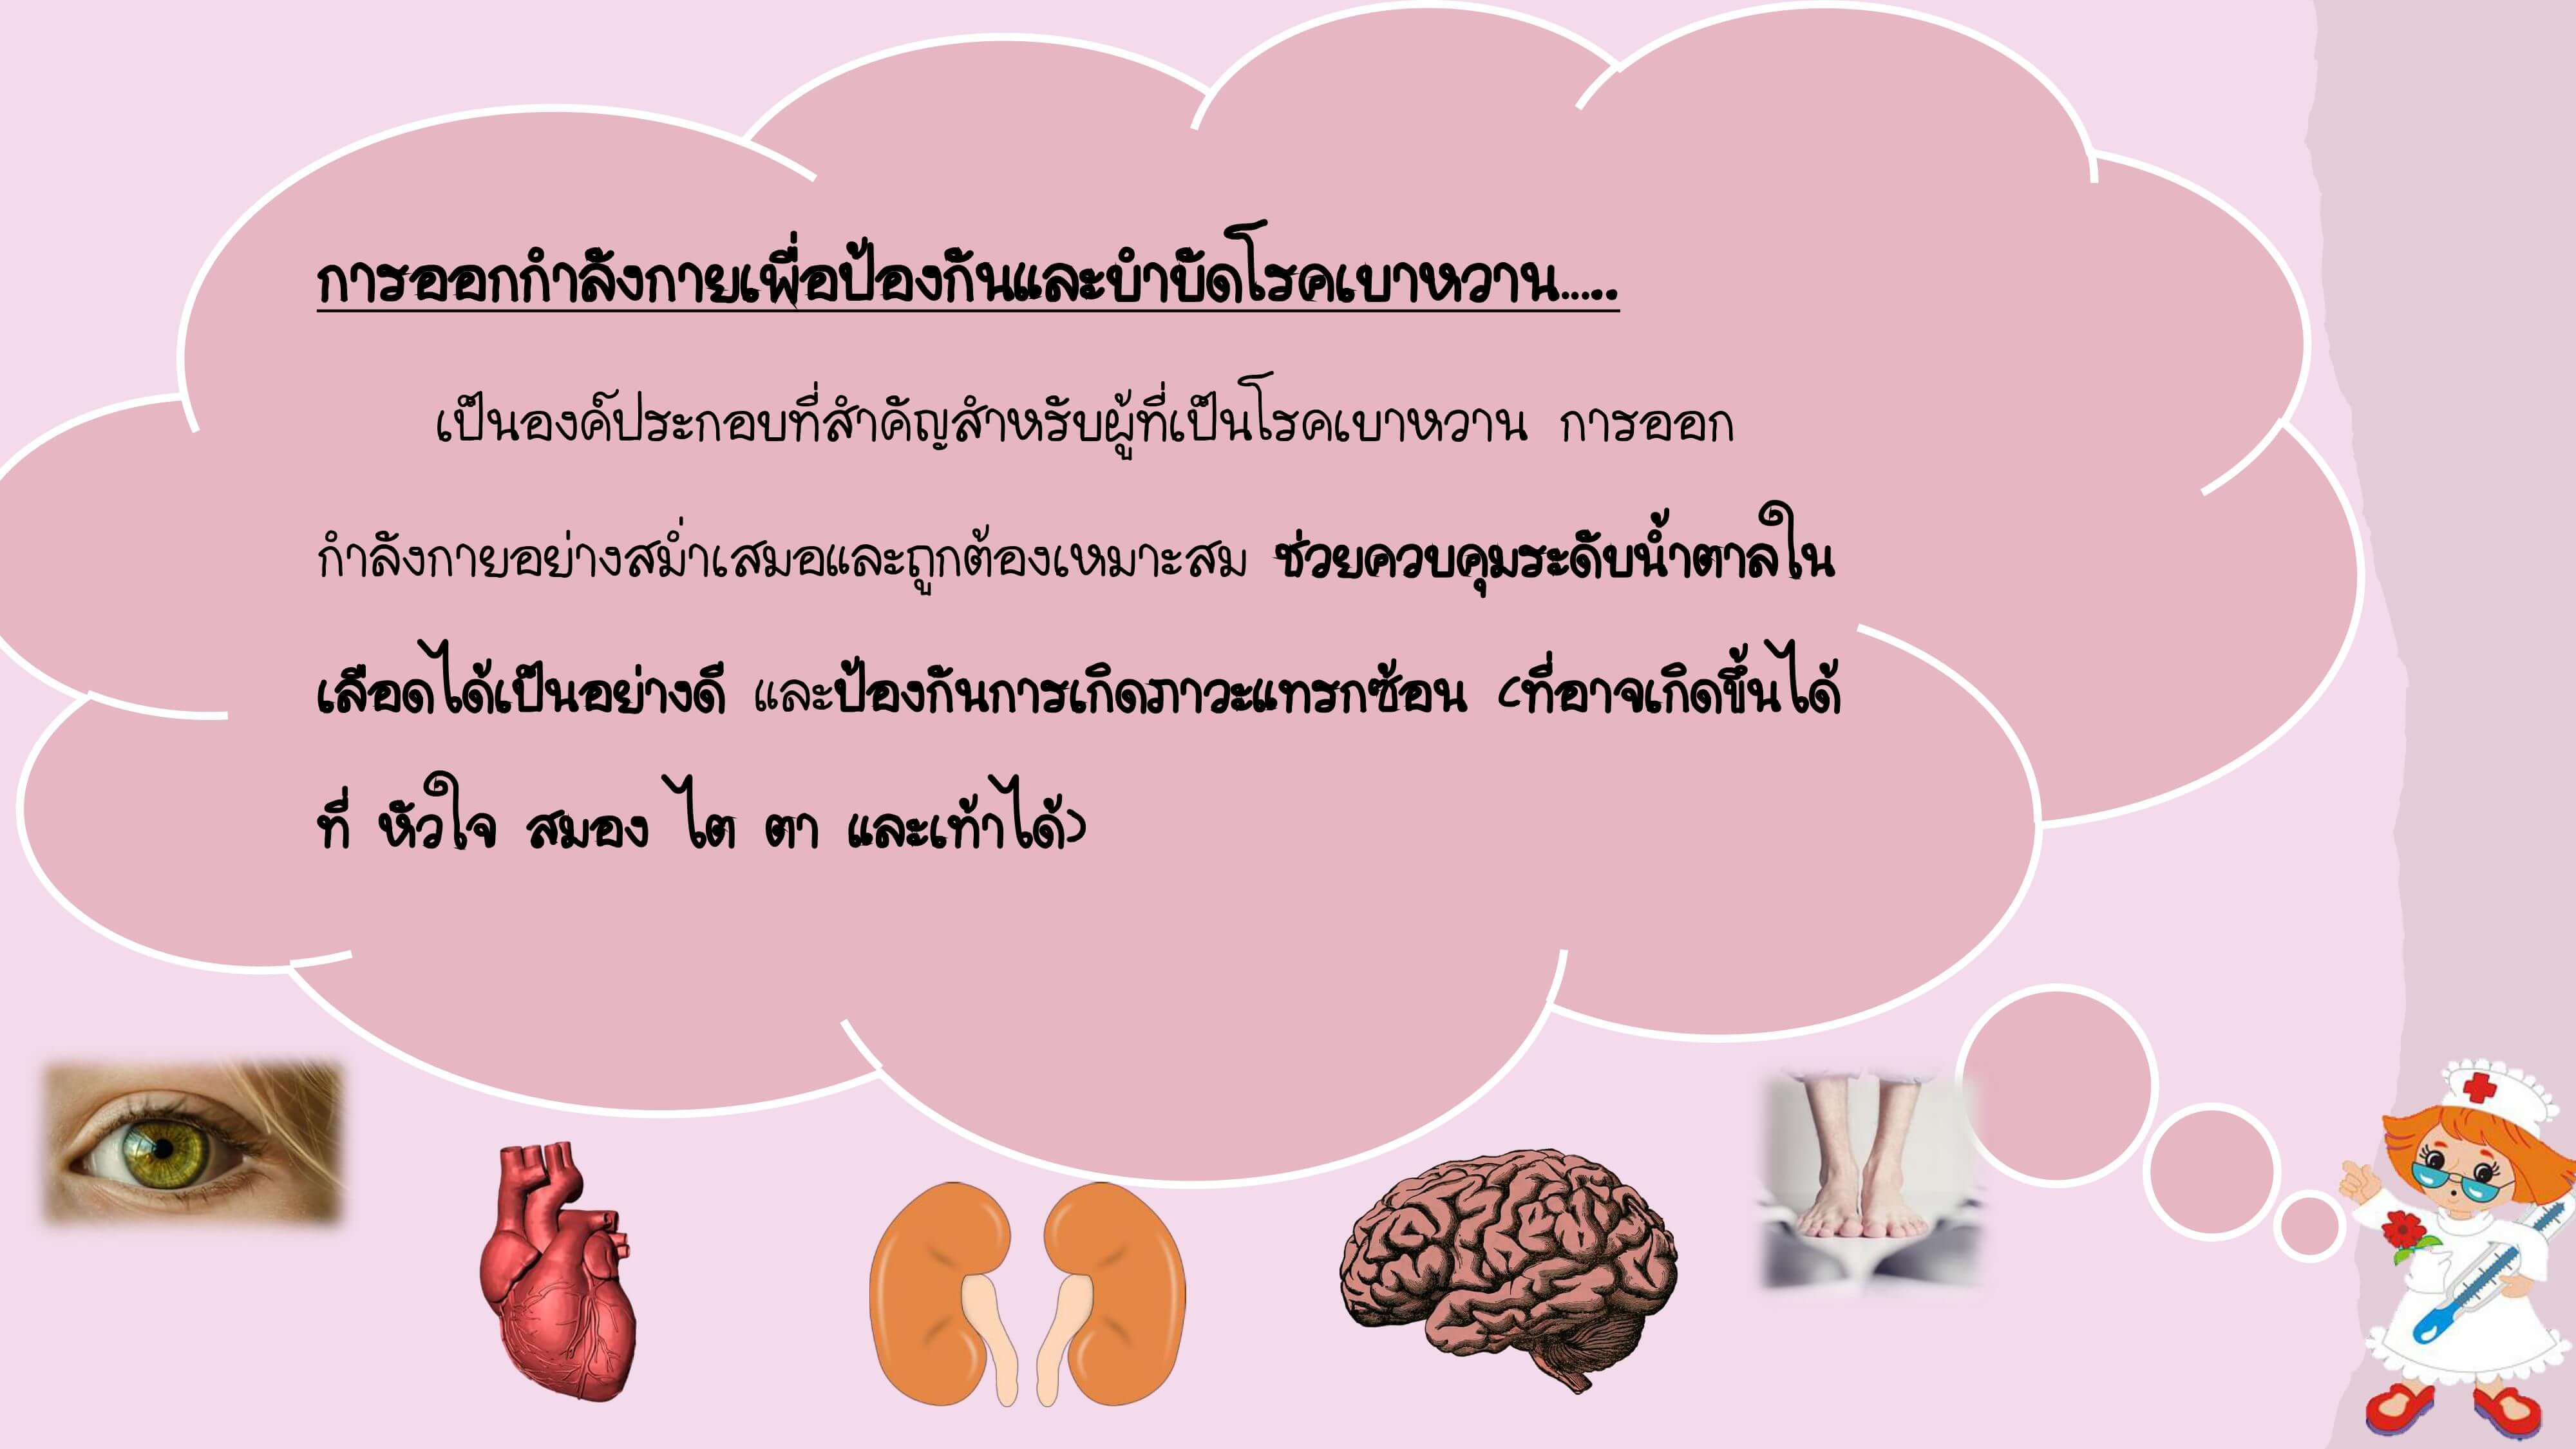 การออกกำลังกายเพื่อป้องกันและบำบัดโรคเบาหวาน.....
เป็นองค์ประกอบที่สำคัญสำหรับผู้ที่เป็นโรคเบาหวาน การออก
กำลังกายอย่างสม่ำเสมอและถูกต้องเหมาะสม ช่วยควบคุมระดับน้ำตาลใน
เลือดได้เป็นอย่างดี และป้องกันการเกิดภาวะแทรกซ้อน (ที่อาจเกิดขึ้นได้
ที่ หัวใจ สมอง ไต ตา และเท้าได้)